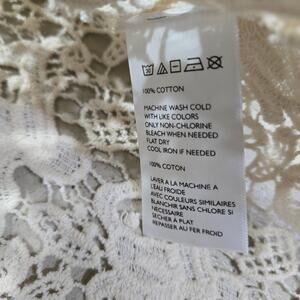 100% COTTON
MACHINE WASH COLD
WITH LIKE COLORS
ONLY NON-CHLORINE
BLEACH WHEN NEEDED
FLAT DRY
COOL IRON IF NEEDED
100% COTON
LAVER A LA MACHINE A
L'EAU FROIDE
AVEC COULEURS SIMILAIRES
BLANCHIR SANS CHLORE SI
NECESSAIRE
SECHER À PLAT
REPASSER AU FER FROID